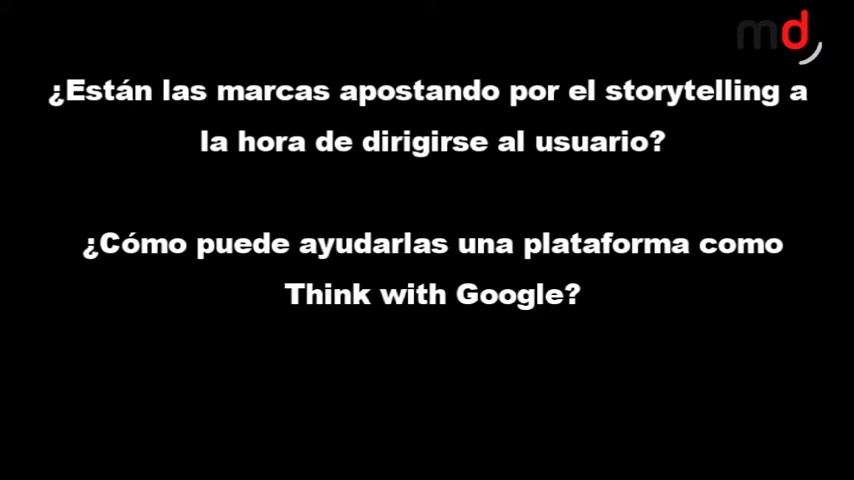 md
¿Están las marcas apostando por el storytelling a
la hora de dirigirse al usuario?
¿Cómo puede ayudarlas una plataforma como
Think with Google?